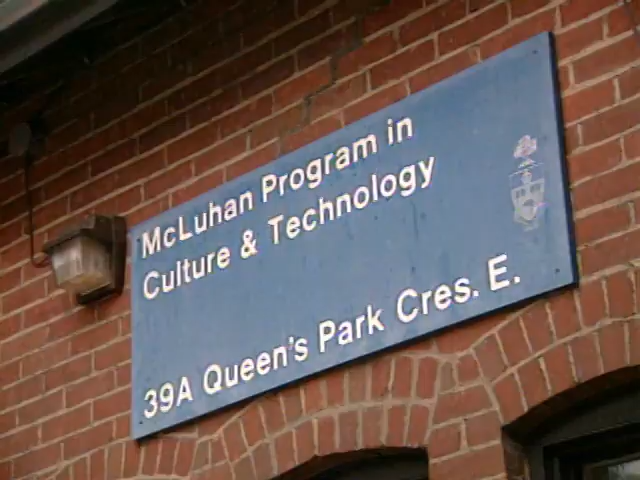 McLuhan Program in
Culture & Technology
39A Queen's Park Cres. E.